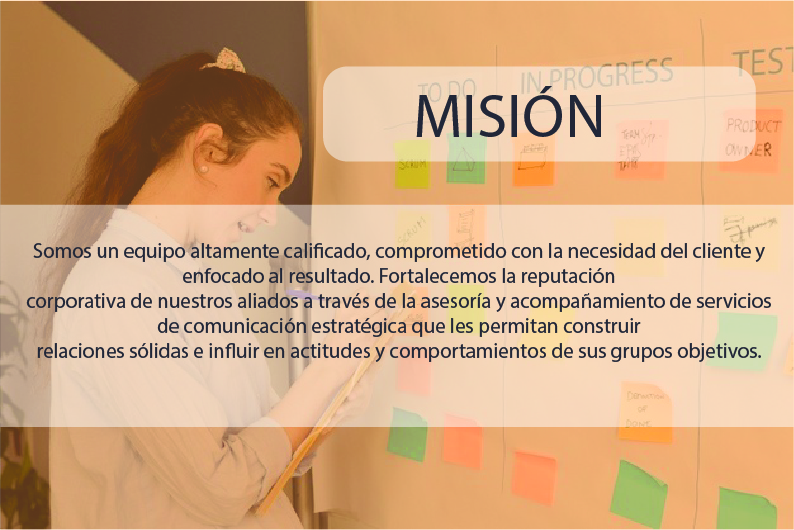 TO DO
IN PROGRESS
TEST
MISIÓN
PRODUCT
OWNER
SCRUM
Somos un equipo altamente calificado, comprometido con la necesidad del cliente y
enfocado al resultado. Fortalecemos la reputación
corporativa de nuestros aliados a través de la asesoría y acompañamiento de servicios
de comunicación estratégica que les permitan construir
relaciones sólidas e influir en actitudes y comportamientos de sus grupos objetivos.
DEFINITION
OF
DONE